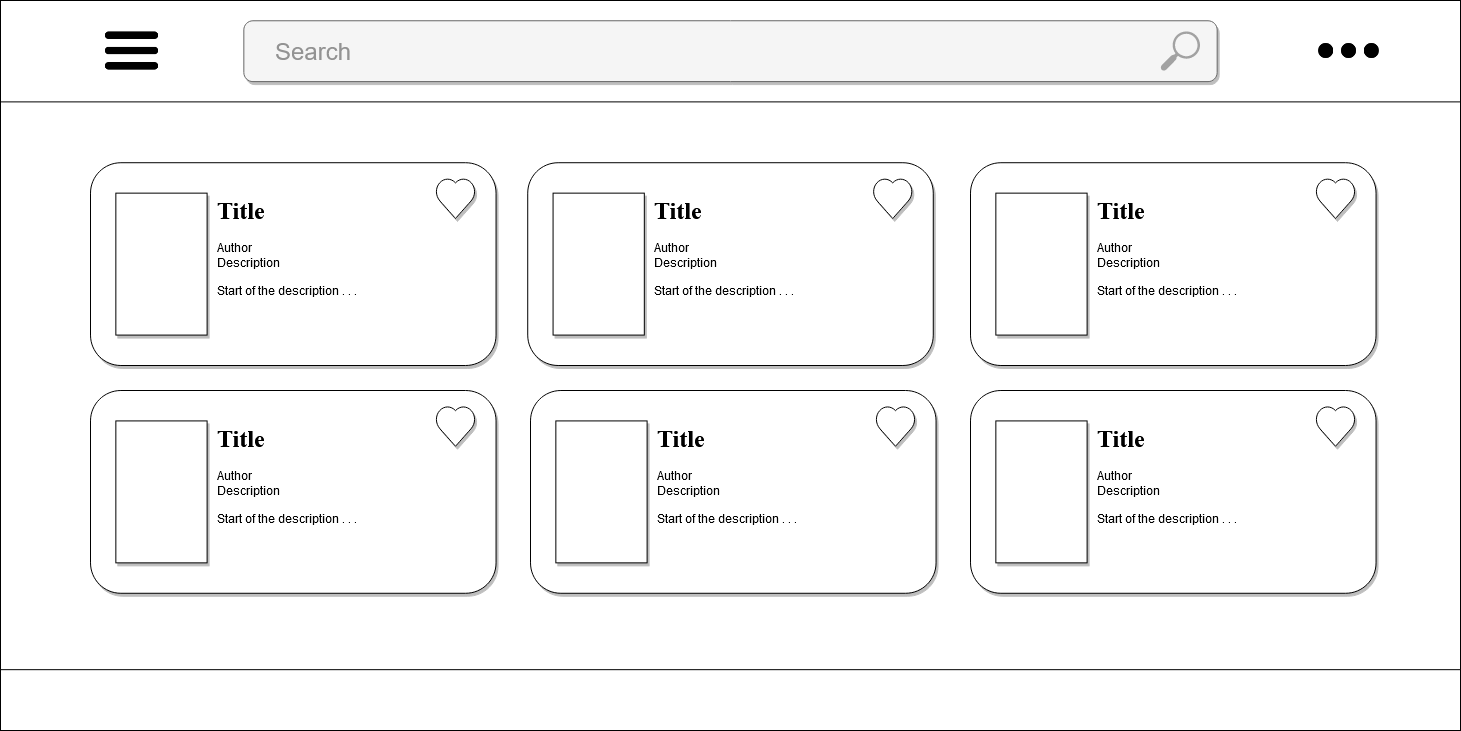 Search
Title
Author
Description
Start of the description . . .
Title
Author
Description
Start of the description . . .
Title
Author
Description
Start of the description . . .
Title
Author
Description
Start of the description . . .
Title
Author
Description
Start of the description . . .
Title
Author
Description
Start of the description . . .